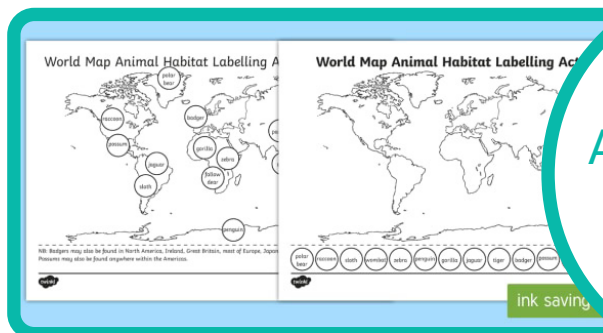 World Map Animal Habitat Labelling A
polar
bear
raccoon
badger
possum
gorilla
zebra
jaguar
fallow
deer
sloth
penguin
NB: Badgers may also be found in North America, Ireland, Great Britain, most of Europe, Japan
Possums may also be found anywhere within the Americas.
twinkl
World Map Animal Habitat Labelling Act
polar
bear
raccoon
sloth
wombat
zebra
penguin
gorilla
jaguar
tiger
badger
possum
twinkl
A
ink saving